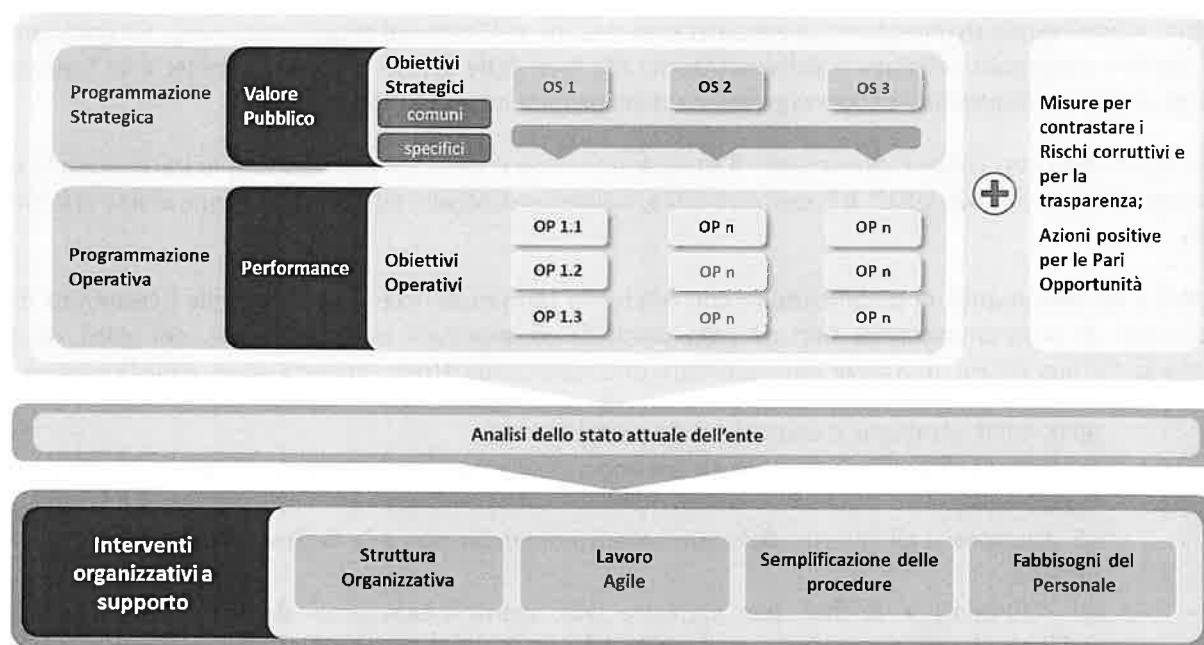 Programmazione
Strategica
Valore
Pubblico
Obiettivi
Strategici
comuni
specifici
OS 1
OS 2
OS 3
Programmazione
Operativa
Performance
Obiettivi
Operativi
OP 1.1
OP n
OP n
OP 1.2
OP n
OP n
OP 1.3
OP n
OP n
Misure per
contrastare i
Rischi corruttivi e
per la
trasparenza;
Azioni positive
per le Pari
Opportunità
Analisi dello stato attuale dell'ente
Interventi
organizzativi a
supporto
Struttura
Organizzativa
Lavoro
Agile
Semplificazione delle
procedure
Fabbisogni del
Personale